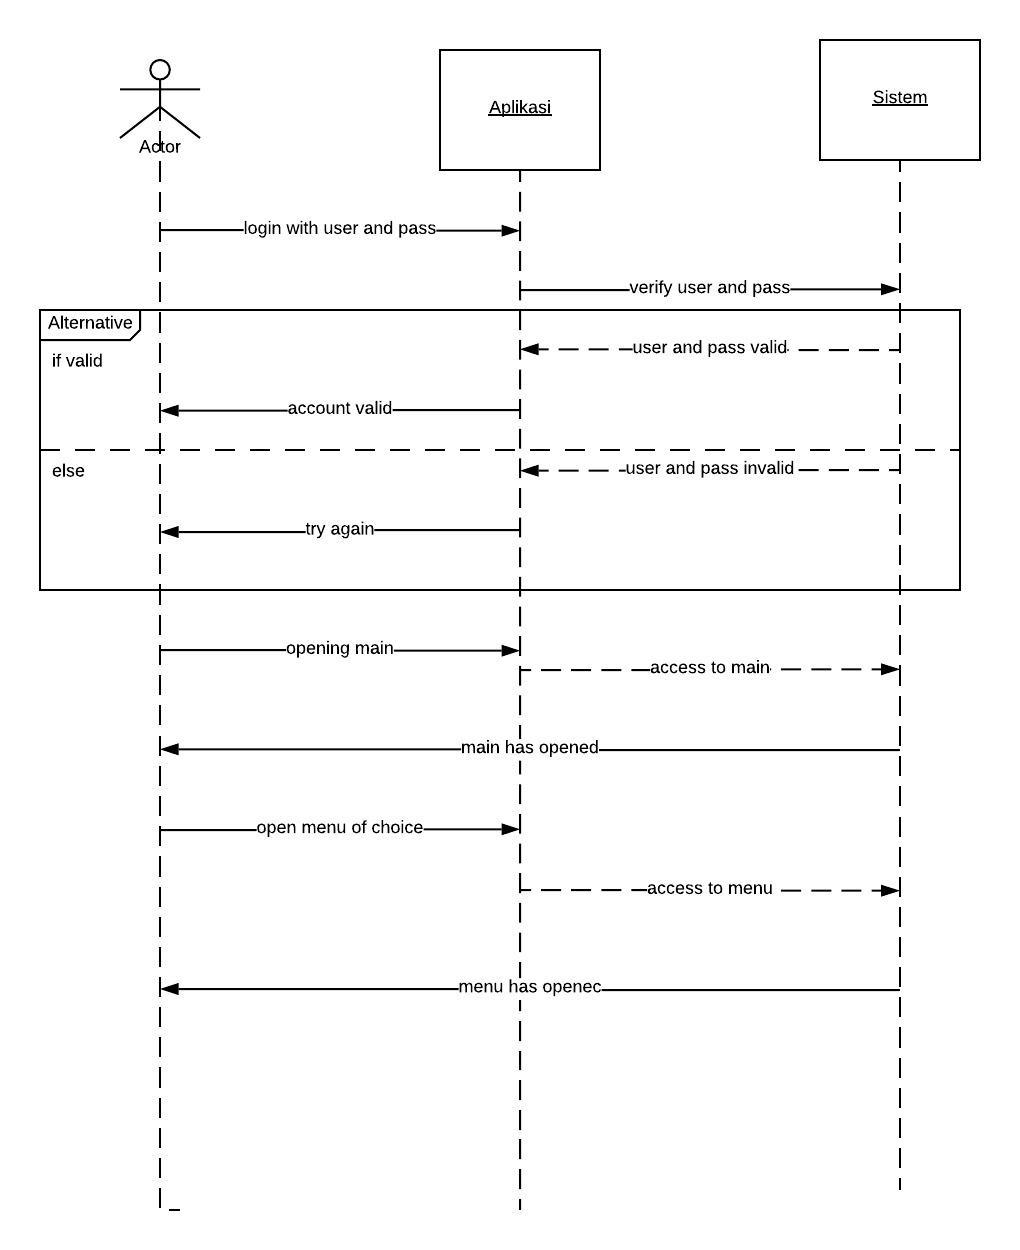 Actor
Aplikasi
Sistem
login with user and pass
verify user and pass
Alternative
if valid
user and pass valid
account valid
else
user and pass invalid
try again
opening main
access to main
main has opened
open menu of choice
access to menu
menu has openec